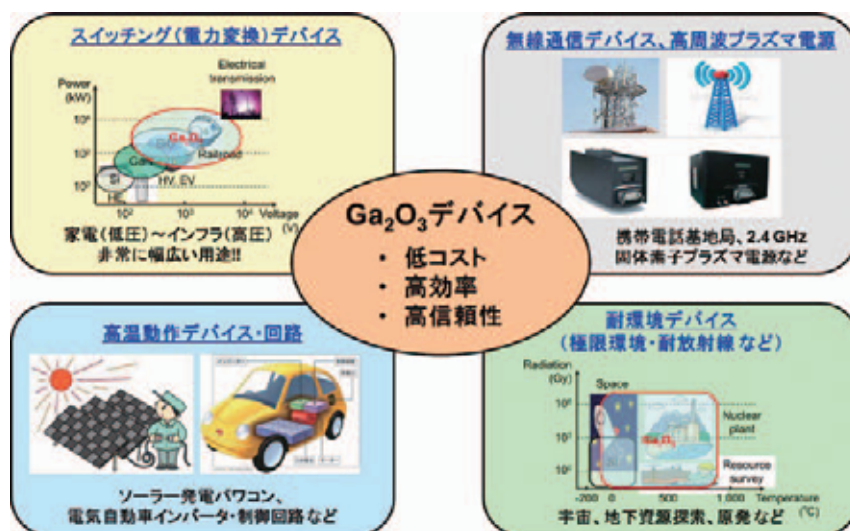 スイッチング(電力変換)デバイス
Electrical
transmission
Power
(kW)
Ga₂O₃
Railroad
Si
HV, EV
10²
10³
10⁴
Voltage
(V)
家電(低圧)～インフラ(高圧)
非常に幅広い用途!!
無線通信デバイス、高周波プラズマ電源
携帯電話基地局、2.4 GHz
固体素子プラズマ電源など
Ga₂O₃デバイス
・ 低コスト
・ 高効率
・ 高信頼性
高温動作デバイス・回路
ソーラー発電パワコン、
電気自動車インバータ・制御回路など
耐環境デバイス
(極限環境・耐放射線など)
Radiation
(Gy)
Space
Nuclear
plant
Ga₂O₃
Resource
survey
-200
0
500
1,000
Temperature
(℃)
宇宙、地下資源探索、原発など